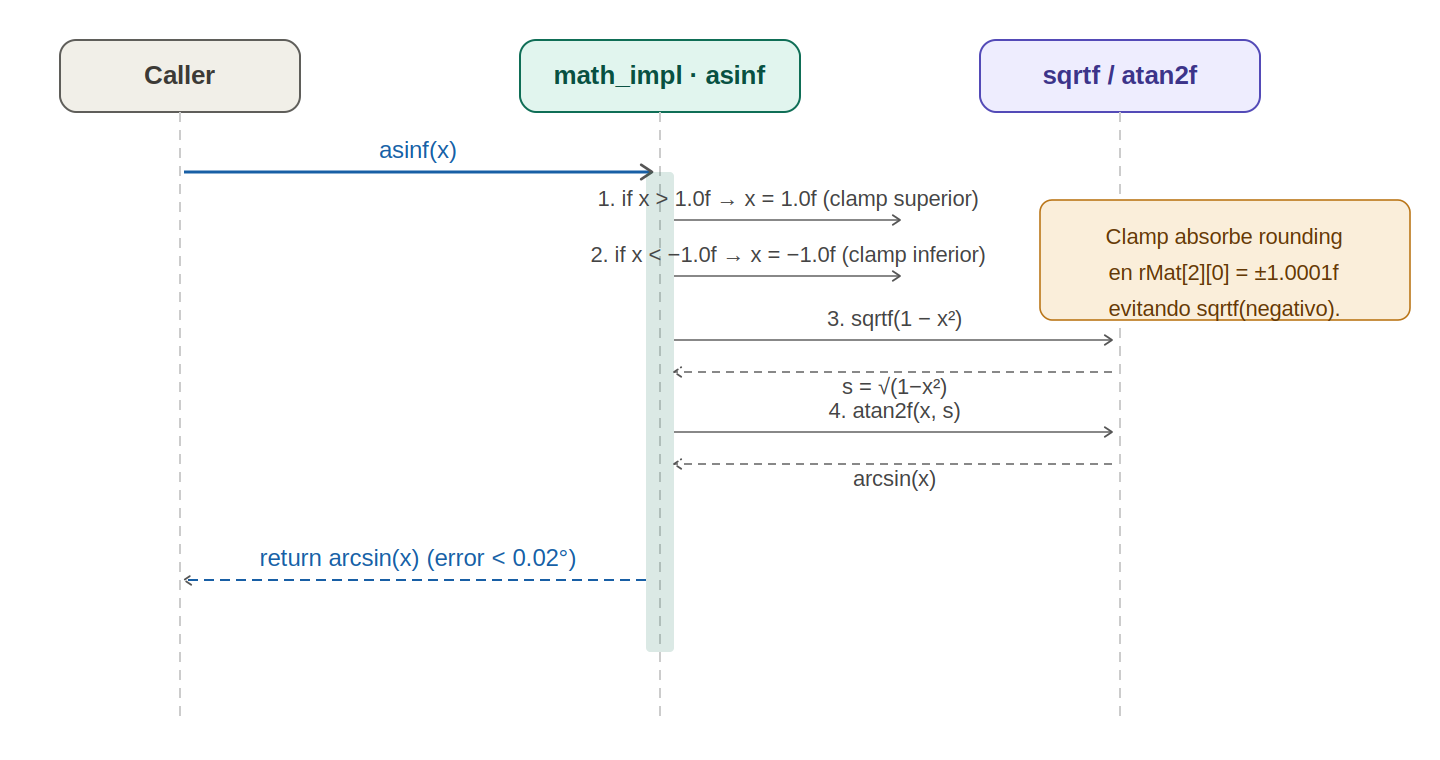 Caller
math_impl · asinf
sqrtf / atan2f
asinf(x)
1. if x > 1.0f → x = 1.0f (clamp superior)
2. if x < −1.0f → x = −1.0f (clamp inferior)
Clamp absorbe rounding
en rMat[2][0] = ±1.0001f
evitando sqrtf(negativo).
3. sqrtf(1 − x²)
s = √(1−x²)
4. atan2f(x, s)
arcsin(x)
return arcsin(x) (error < 0.02°)